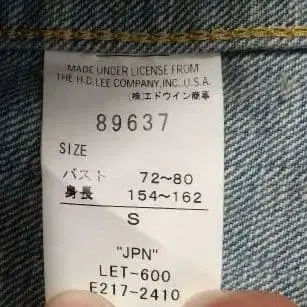 MADE UNDER LICENSE FROM
THE H.D.LEE COMPANY,INC.,U.S.A.
(株)エドウイン商事
89637
SIZE
バスト 72～80
身長 154～162
S
"JPN"
LET-600
E217-2410